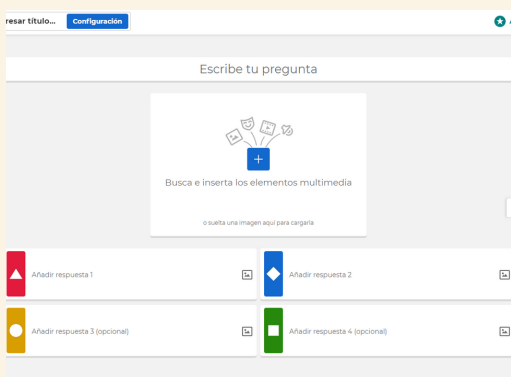 resar título... Configuración
Escribe tu pregunta
Busca e inserta los elementos multimedia
o suelta una imagen aquí para cargarla
Añadir respuesta 1
Añadir respuesta 2
Añadir respuesta 3 (opcional)
Añadir respuesta 4 (opcional)